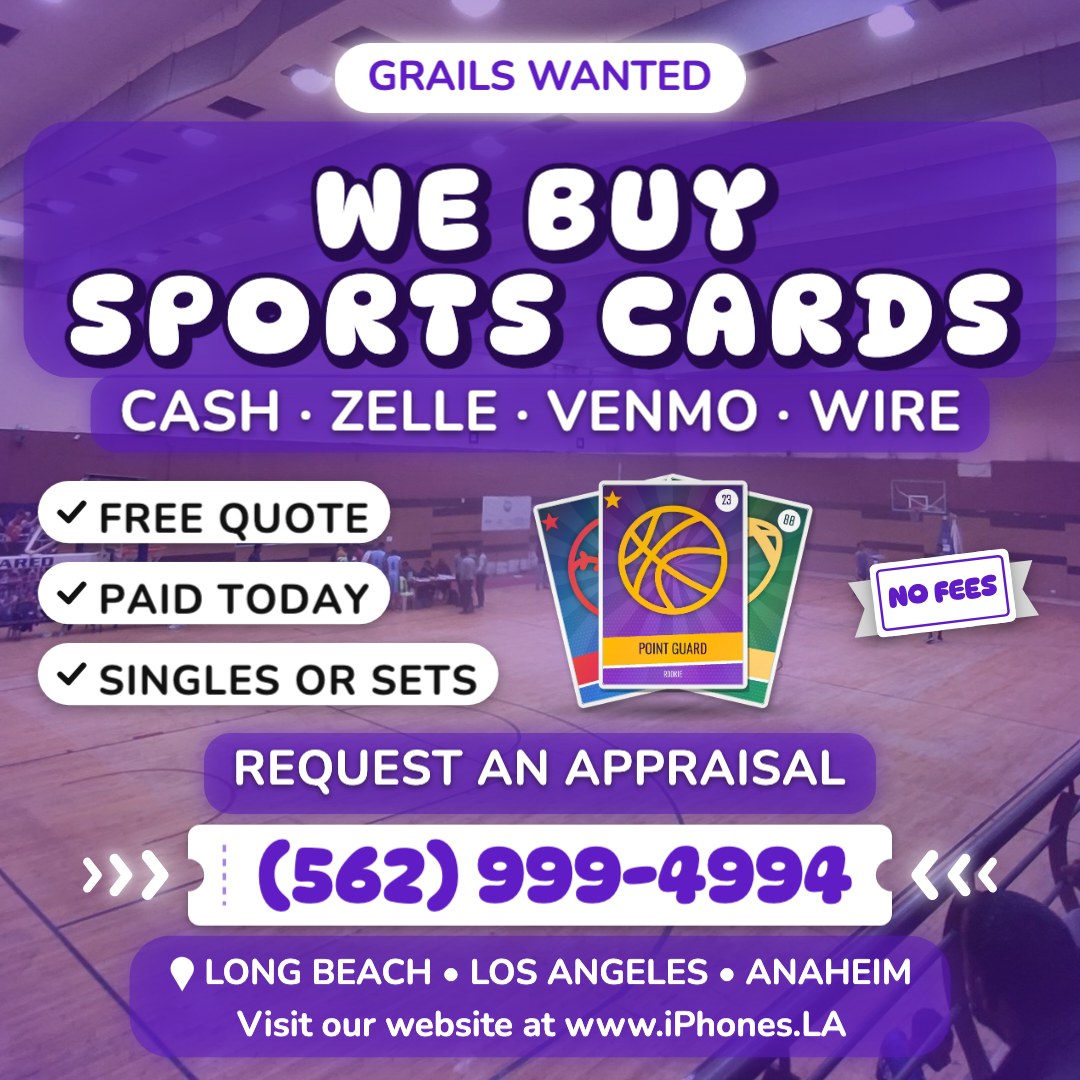 GRAILS WANTED
WE BUY
SPORTS CARDS
CASH · ZELLE · VENMO · WIRE
✓ FREE QUOTE
✓ PAID TODAY
✓ SINGLES OR SETS
23
88
POINT GUARD
ROOKIE
NO FEES
REQUEST AN APPRAISAL
(562) 999-4994
LONG BEACH • LOS ANGELES • ANAHEIM
Visit our website at www.iPhones.LA